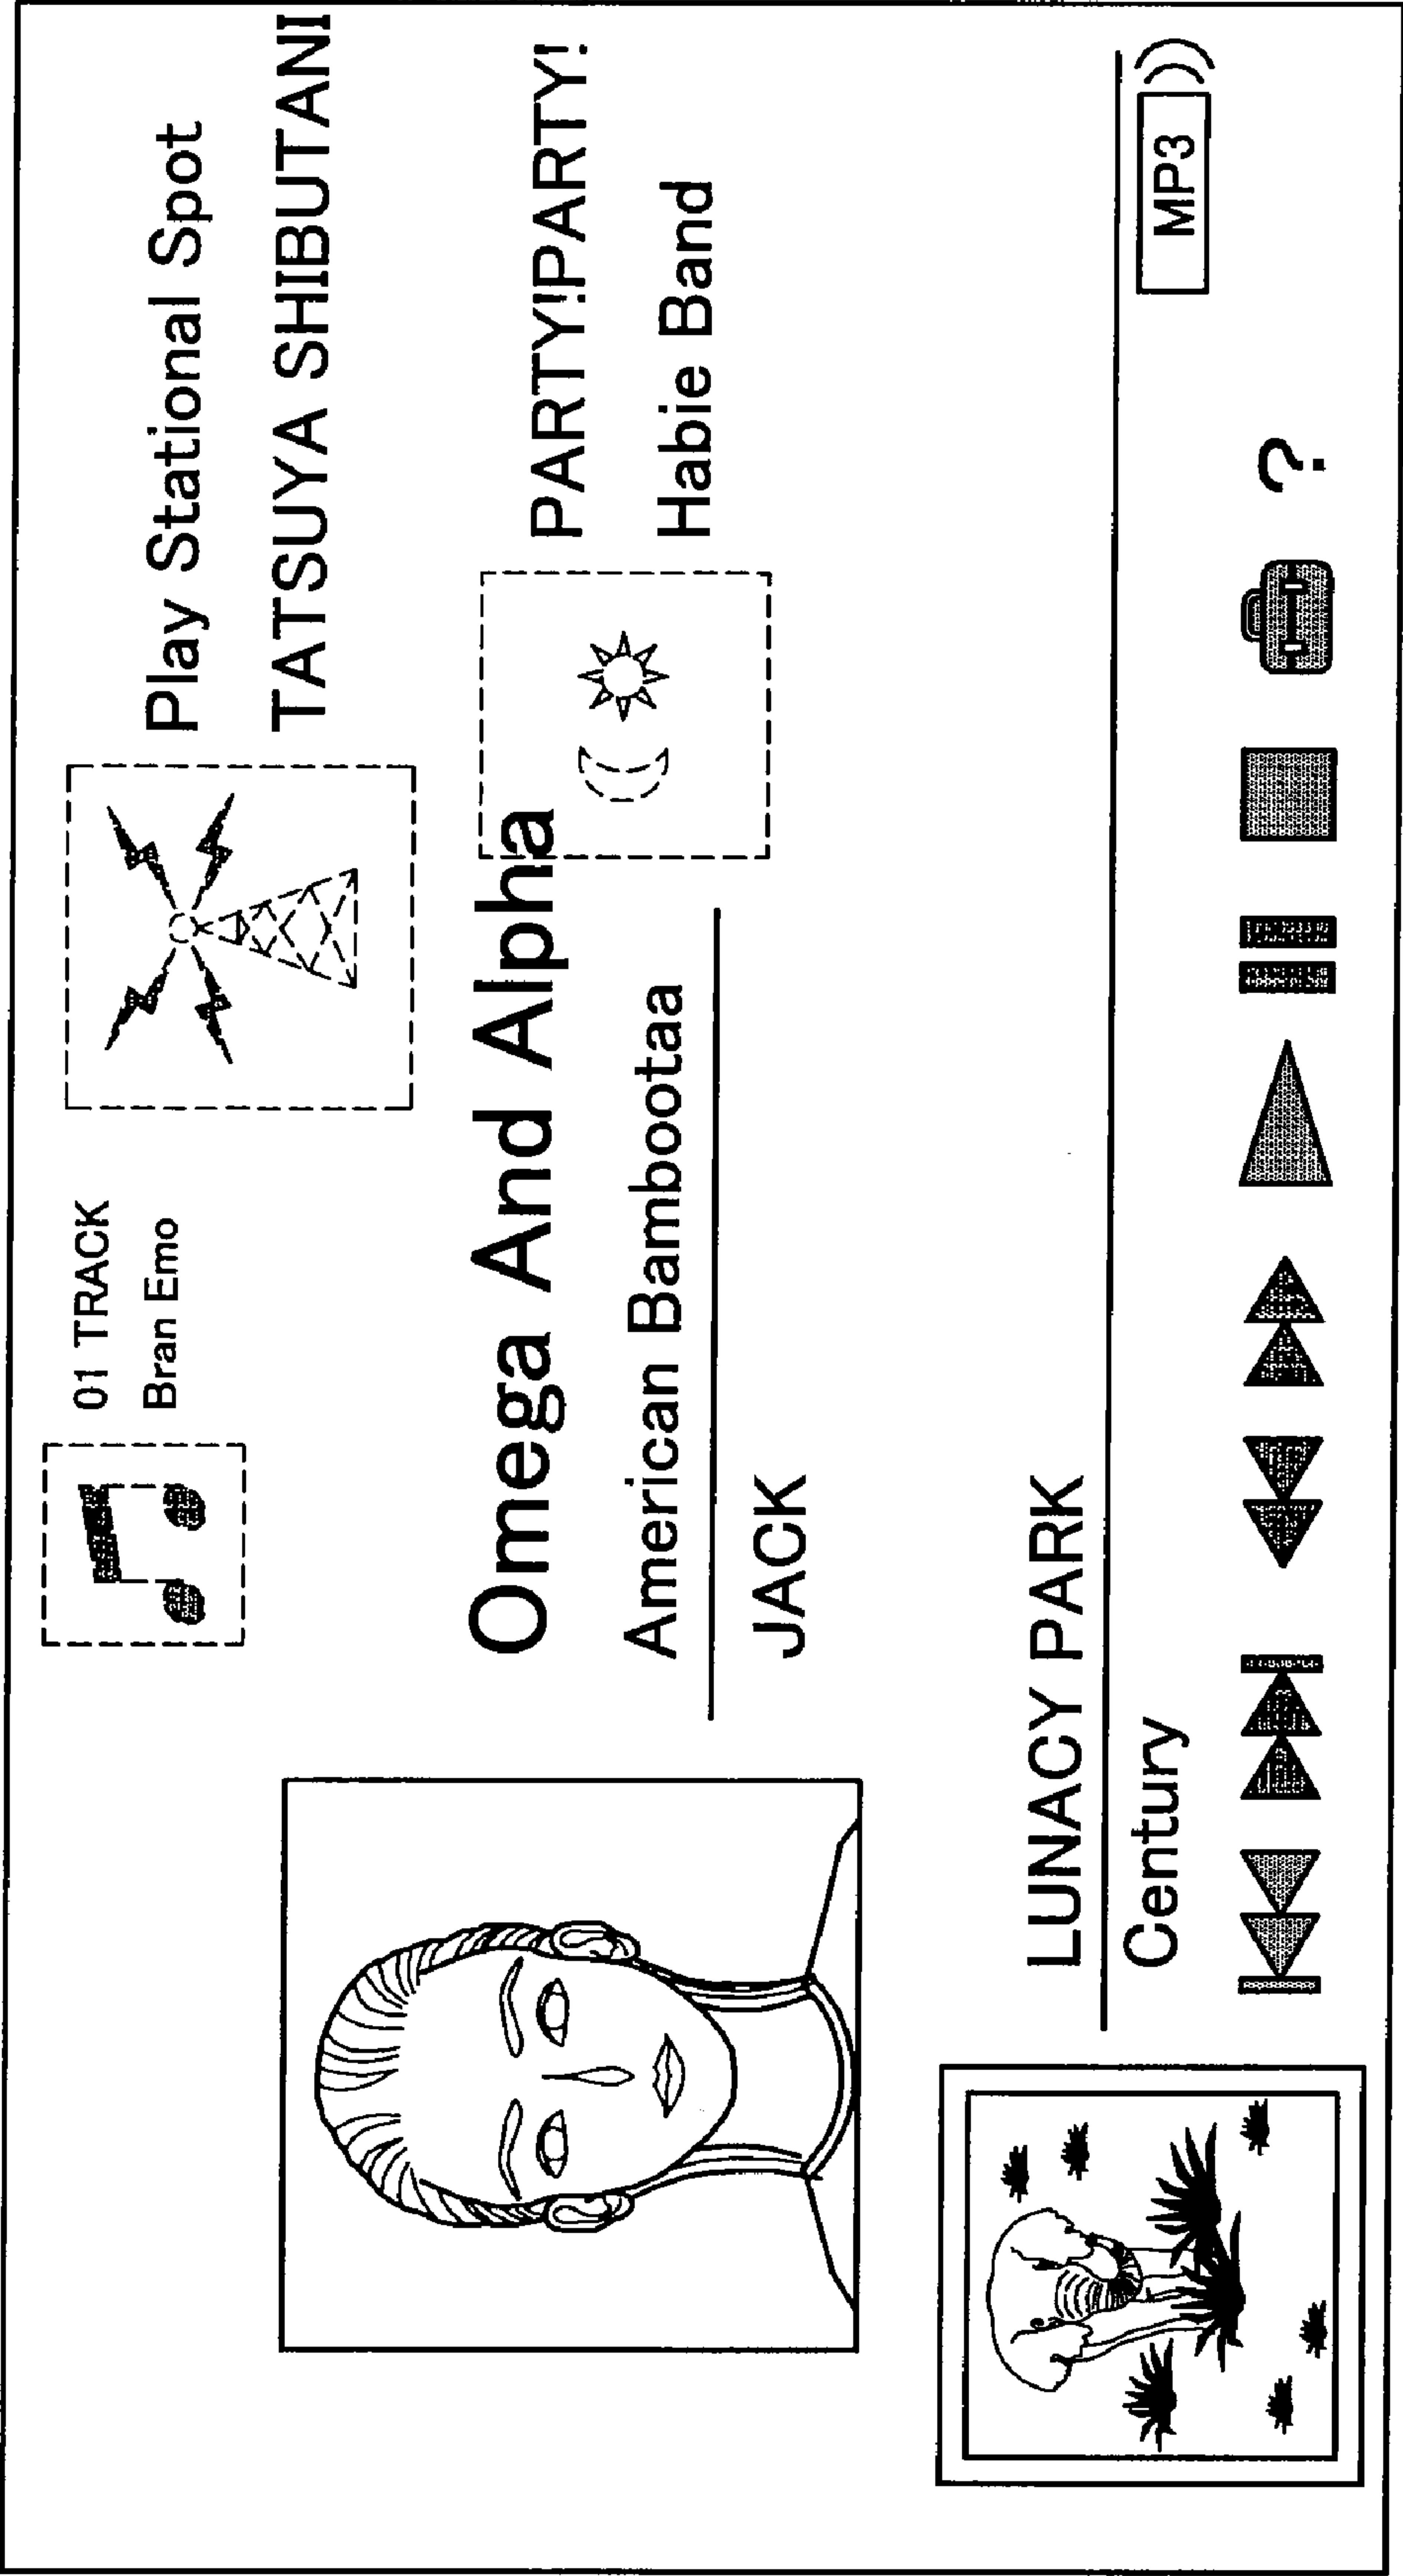 01 TRACK
Bran Emo
Play Stational Spot
TATSUYA SHIBUTANI
Omega And Alpha
American Bambootaa
JACK
PARTY!PARTY!
Habie Band
LUNACY PARK
Century
MP3
?